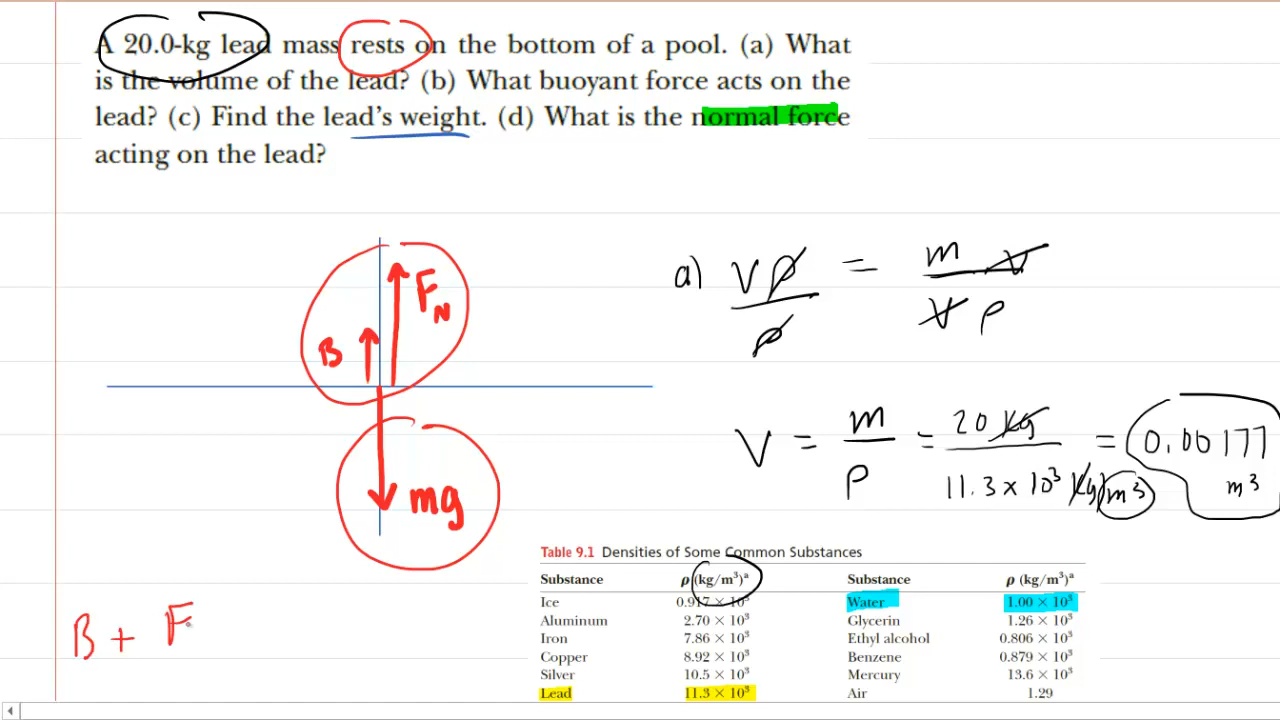 A 20.0-kg lead mass rests on the bottom of a pool. (a) What
is the volume of the lead? (b) What buoyant force acts on the
lead? (c) Find the lead's weight. (d) What is the normal force
acting on the lead?
B F_N
mg
B + F
a) Vρ/ρ = m V/V ρ
V = m/ρ = 20 kg/11.3 x 10³ kg/m³ = 0.00177 m³
Table 9.1 Densities of Some Common Substances
Substance ρ (kg/m³)ᵃ Substance ρ (kg/m³)ᵃ
Ice 0.917 × 10³ Water 1.00 × 10³
Aluminum 2.70 × 10³ Glycerin 1.26 × 10³
Iron 7.86 × 10³ Ethyl alcohol 0.806 × 10³
Copper 8.92 × 10³ Benzene 0.879 × 10³
Silver 10.5 × 10³ Mercury 13.6 × 10³
Lead 11.3 × 10³ Air 1.29